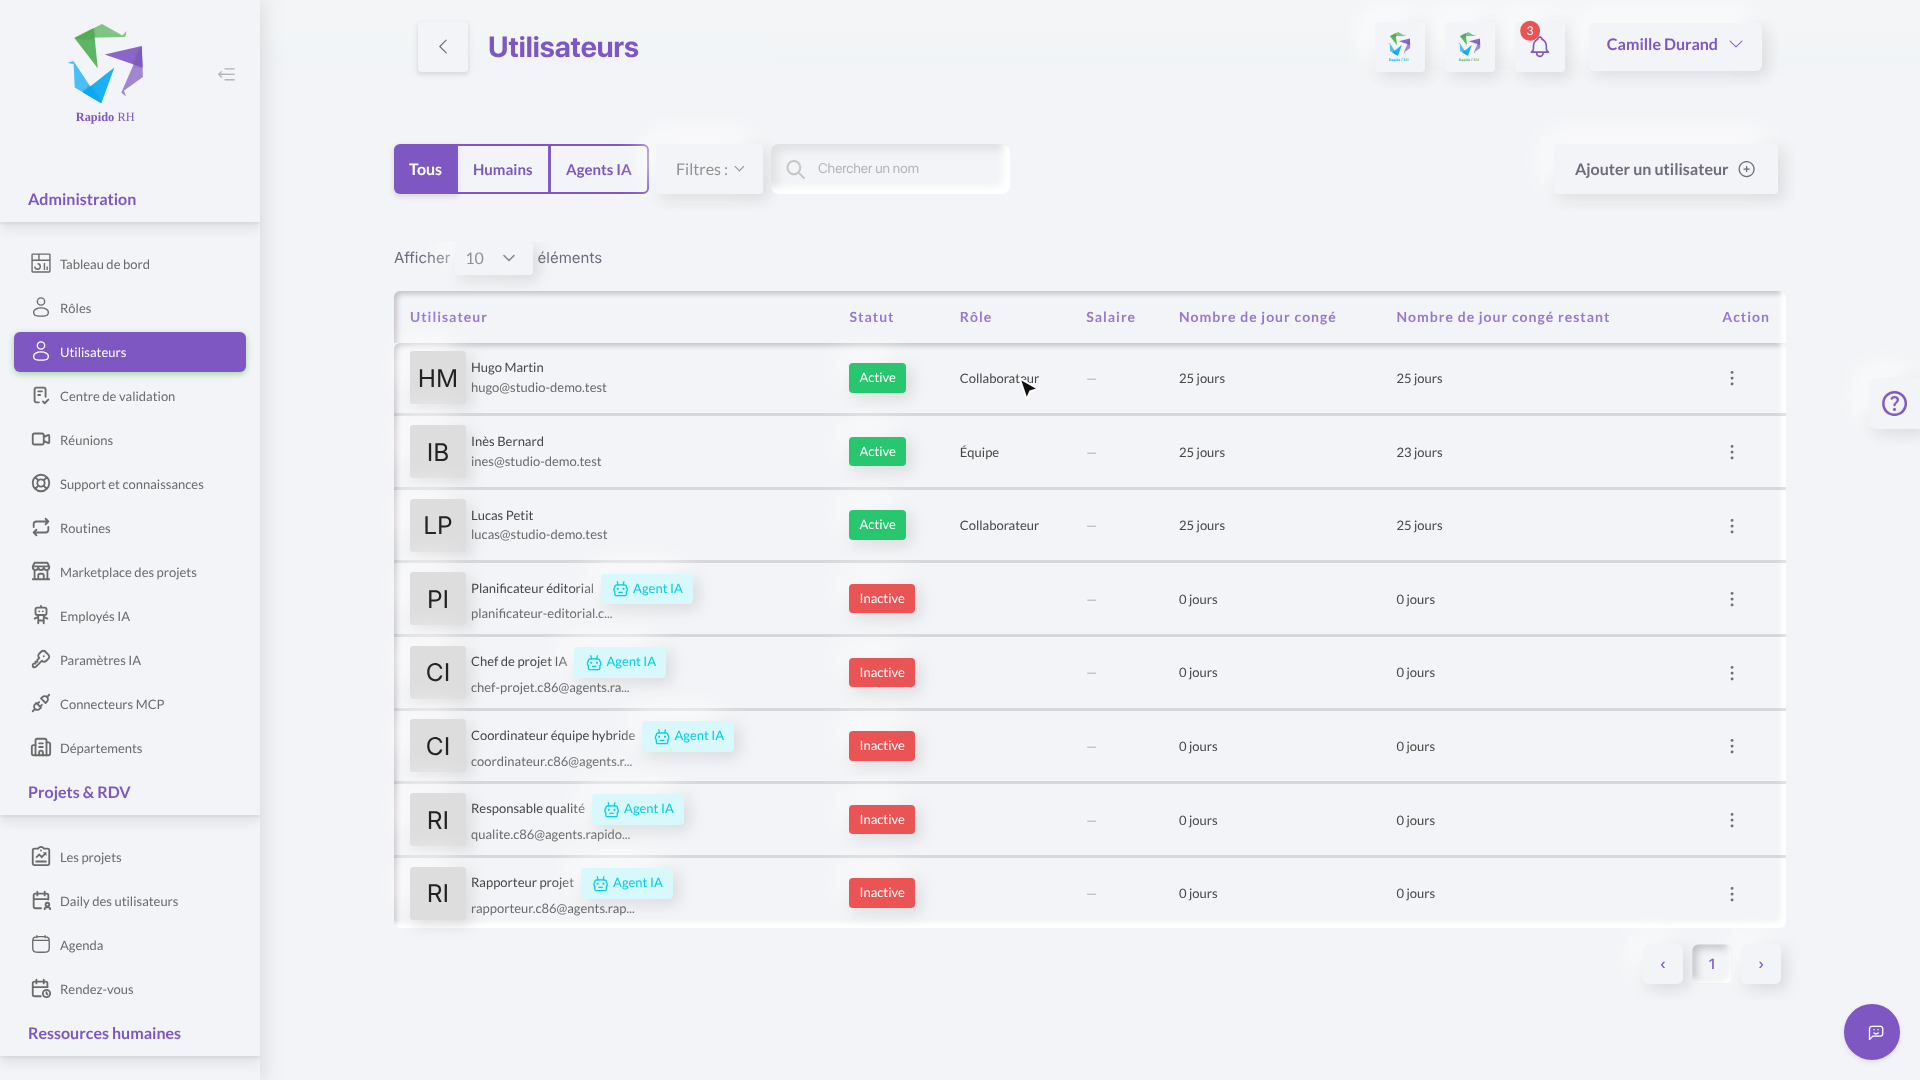 Rapido RH
Administration
Tableau de bord
Rôles
Utilisateurs
Centre de validation
Réunions
Support et connaissances
Routines
Marketplace des projets
Employés IA
Paramètres IA
Connecteurs MCP
Départements
Projets & RDV
Les projets
Daily des utilisateurs
Agenda
Rendez-vous
Ressources humaines
Utilisateurs
3
Camille Durand
Tous Humains Agents IA Filtres : Chercher un nom Ajouter un utilisateur
Afficher 10 éléments
Utilisateur Statut Rôle Salaire Nombre de jour congé Nombre de jour congé restant Action
HM Hugo Martin
hugo@studio-demo.test
Active Collaborateur – 25 jours 25 jours
IB Inès Bernard
ines@studio-demo.test
Active Équipe – 25 jours 23 jours
LP Lucas Petit
lucas@studio-demo.test
Active Collaborateur – 25 jours 25 jours
PI Planificateur éditorial Agent IA
planificateur-editorial.c...
Inactive – 0 jours 0 jours
CI Chef de projet IA Agent IA
chef-projet.c86@agents.ra...
Inactive – 0 jours 0 jours
CI Coordinateur équipe hybride Agent IA
coordinateur.c86@agents.r...
Inactive – 0 jours 0 jours
RI Responsable qualité Agent IA
qualite.c86@agents.rapido...
Inactive – 0 jours 0 jours
RI Rapporteur projet Agent IA
rapporteur.c86@agents.rap...
Inactive – 0 jours 0 jours
‹ 1 ›